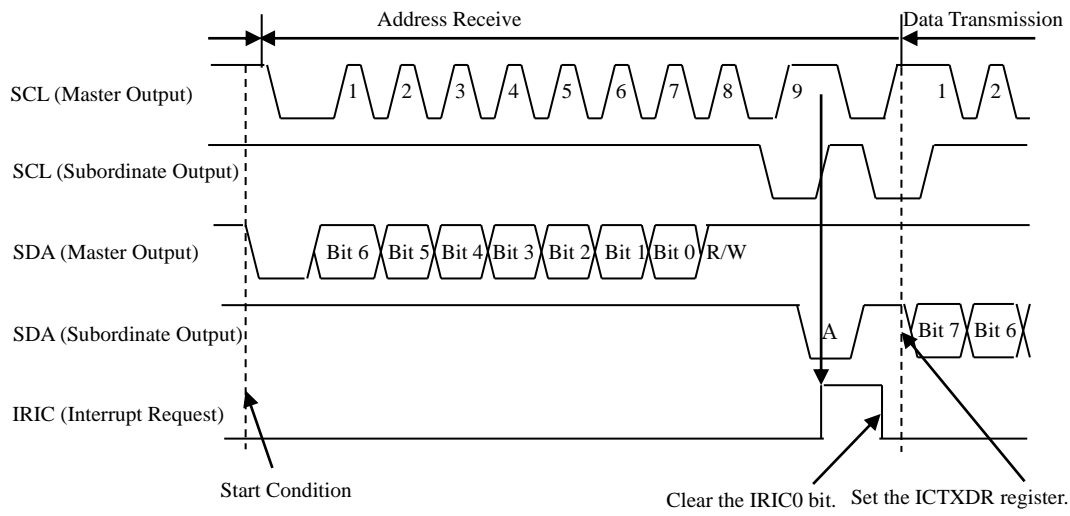 Address Receive Data Transmission
SCL (Master Output) 1 2 3 4 5 6 7 8 9 1 2
SCL (Subordinate Output)
SDA (Master Output) Bit 6 Bit 5 Bit 4 Bit 3 Bit 2 Bit 1 Bit 0 R/W
SDA (Subordinate Output) A Bit 7 Bit 6
IRIC (Interrupt Request)
Start Condition Clear the IRIC0 bit. Set the ICTXDR register.